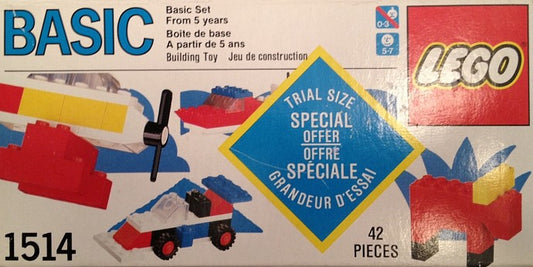 BASIC
Basic Set
From 5 years
Boite de base
A partir de 5 ans
Building Toy Jeu de construction
0-3
5-7
LEGO
TRIAL SIZE
SPECIAL
OFFER
OFFRE
SPÉCIALE
GRANDEUR D'ESSAI
1514
42
PIECES